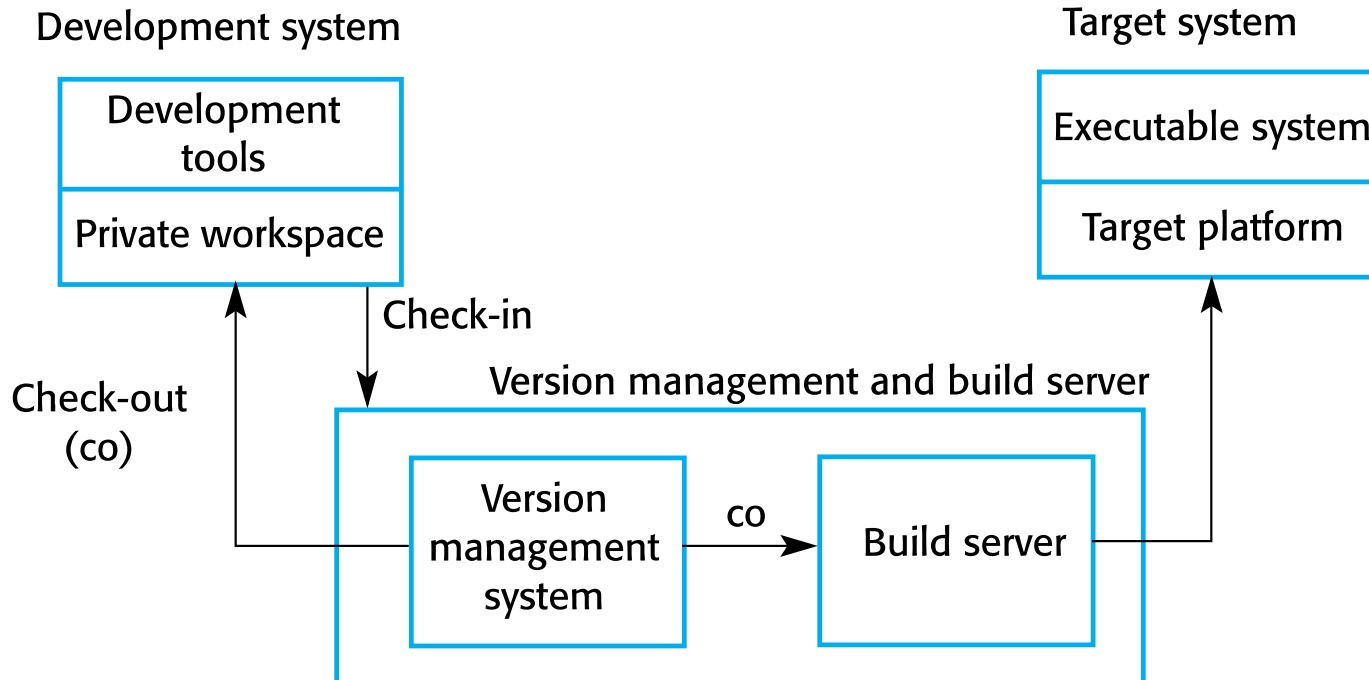 Development system
Target system
Development
tools
Private workspace
Executable system
Target platform
Check-in
Check-out
(co)
Version management and build server
Version
management
system
co
Build server